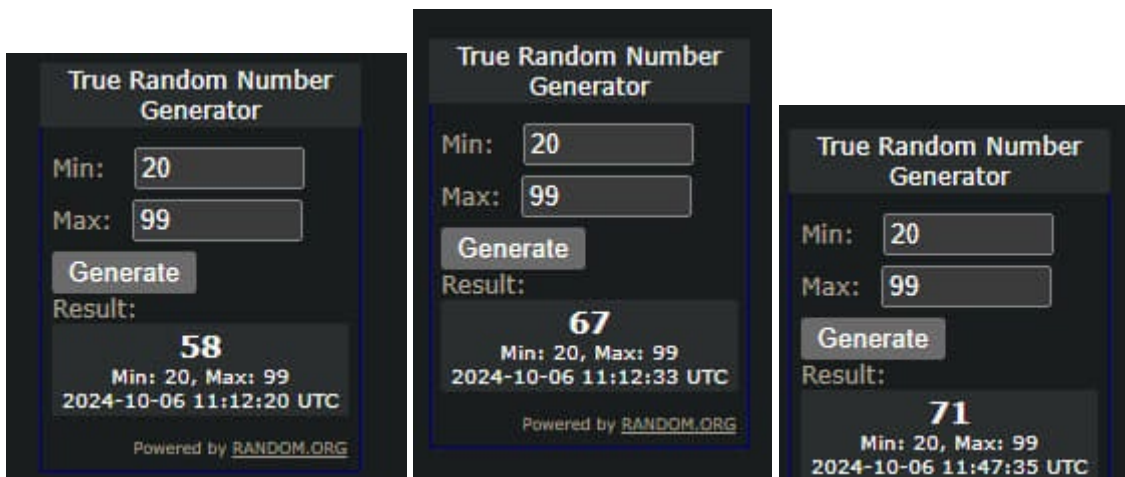 True Random Number
Generator
Min: 20
Max: 99
Generate
Result:
58
Min: 20, Max: 99
2024-10-06 11:12:20 UTC
Powered by RANDOM.ORG
True Random Number
Generator
Min: 20
Max: 99
Generate
Result:
67
Min: 20, Max: 99
2024-10-06 11:12:33 UTC
Powered by RANDOM.ORG
True Random Number
Generator
Min: 20
Max: 99
Generate
Result:
71
Min: 20, Max: 99
2024-10-06 11:47:35 UTC